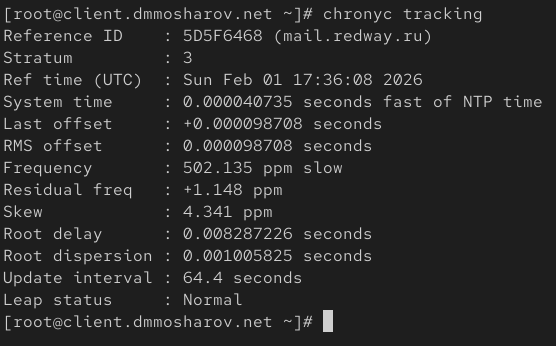 [root@client.dmmosharov.net ~]# chronyc tracking
Reference ID    : 5D5F6468 (mail.redway.ru)
Stratum         : 3
Ref time (UTC)  : Sun Feb 01 17:36:08 2026
System time     : 0.000040735 seconds fast of NTP time
Last offset     : +0.000098708 seconds
RMS offset      : 0.000098708 seconds
Frequency       : 502.135 ppm slow
Residual freq   : +1.148 ppm
Skew            : 4.341 ppm
Root delay      : 0.008287226 seconds
Root dispersion : 0.001005825 seconds
Update interval : 64.4 seconds
Leap status     : Normal
[root@client.dmmosharov.net ~]#